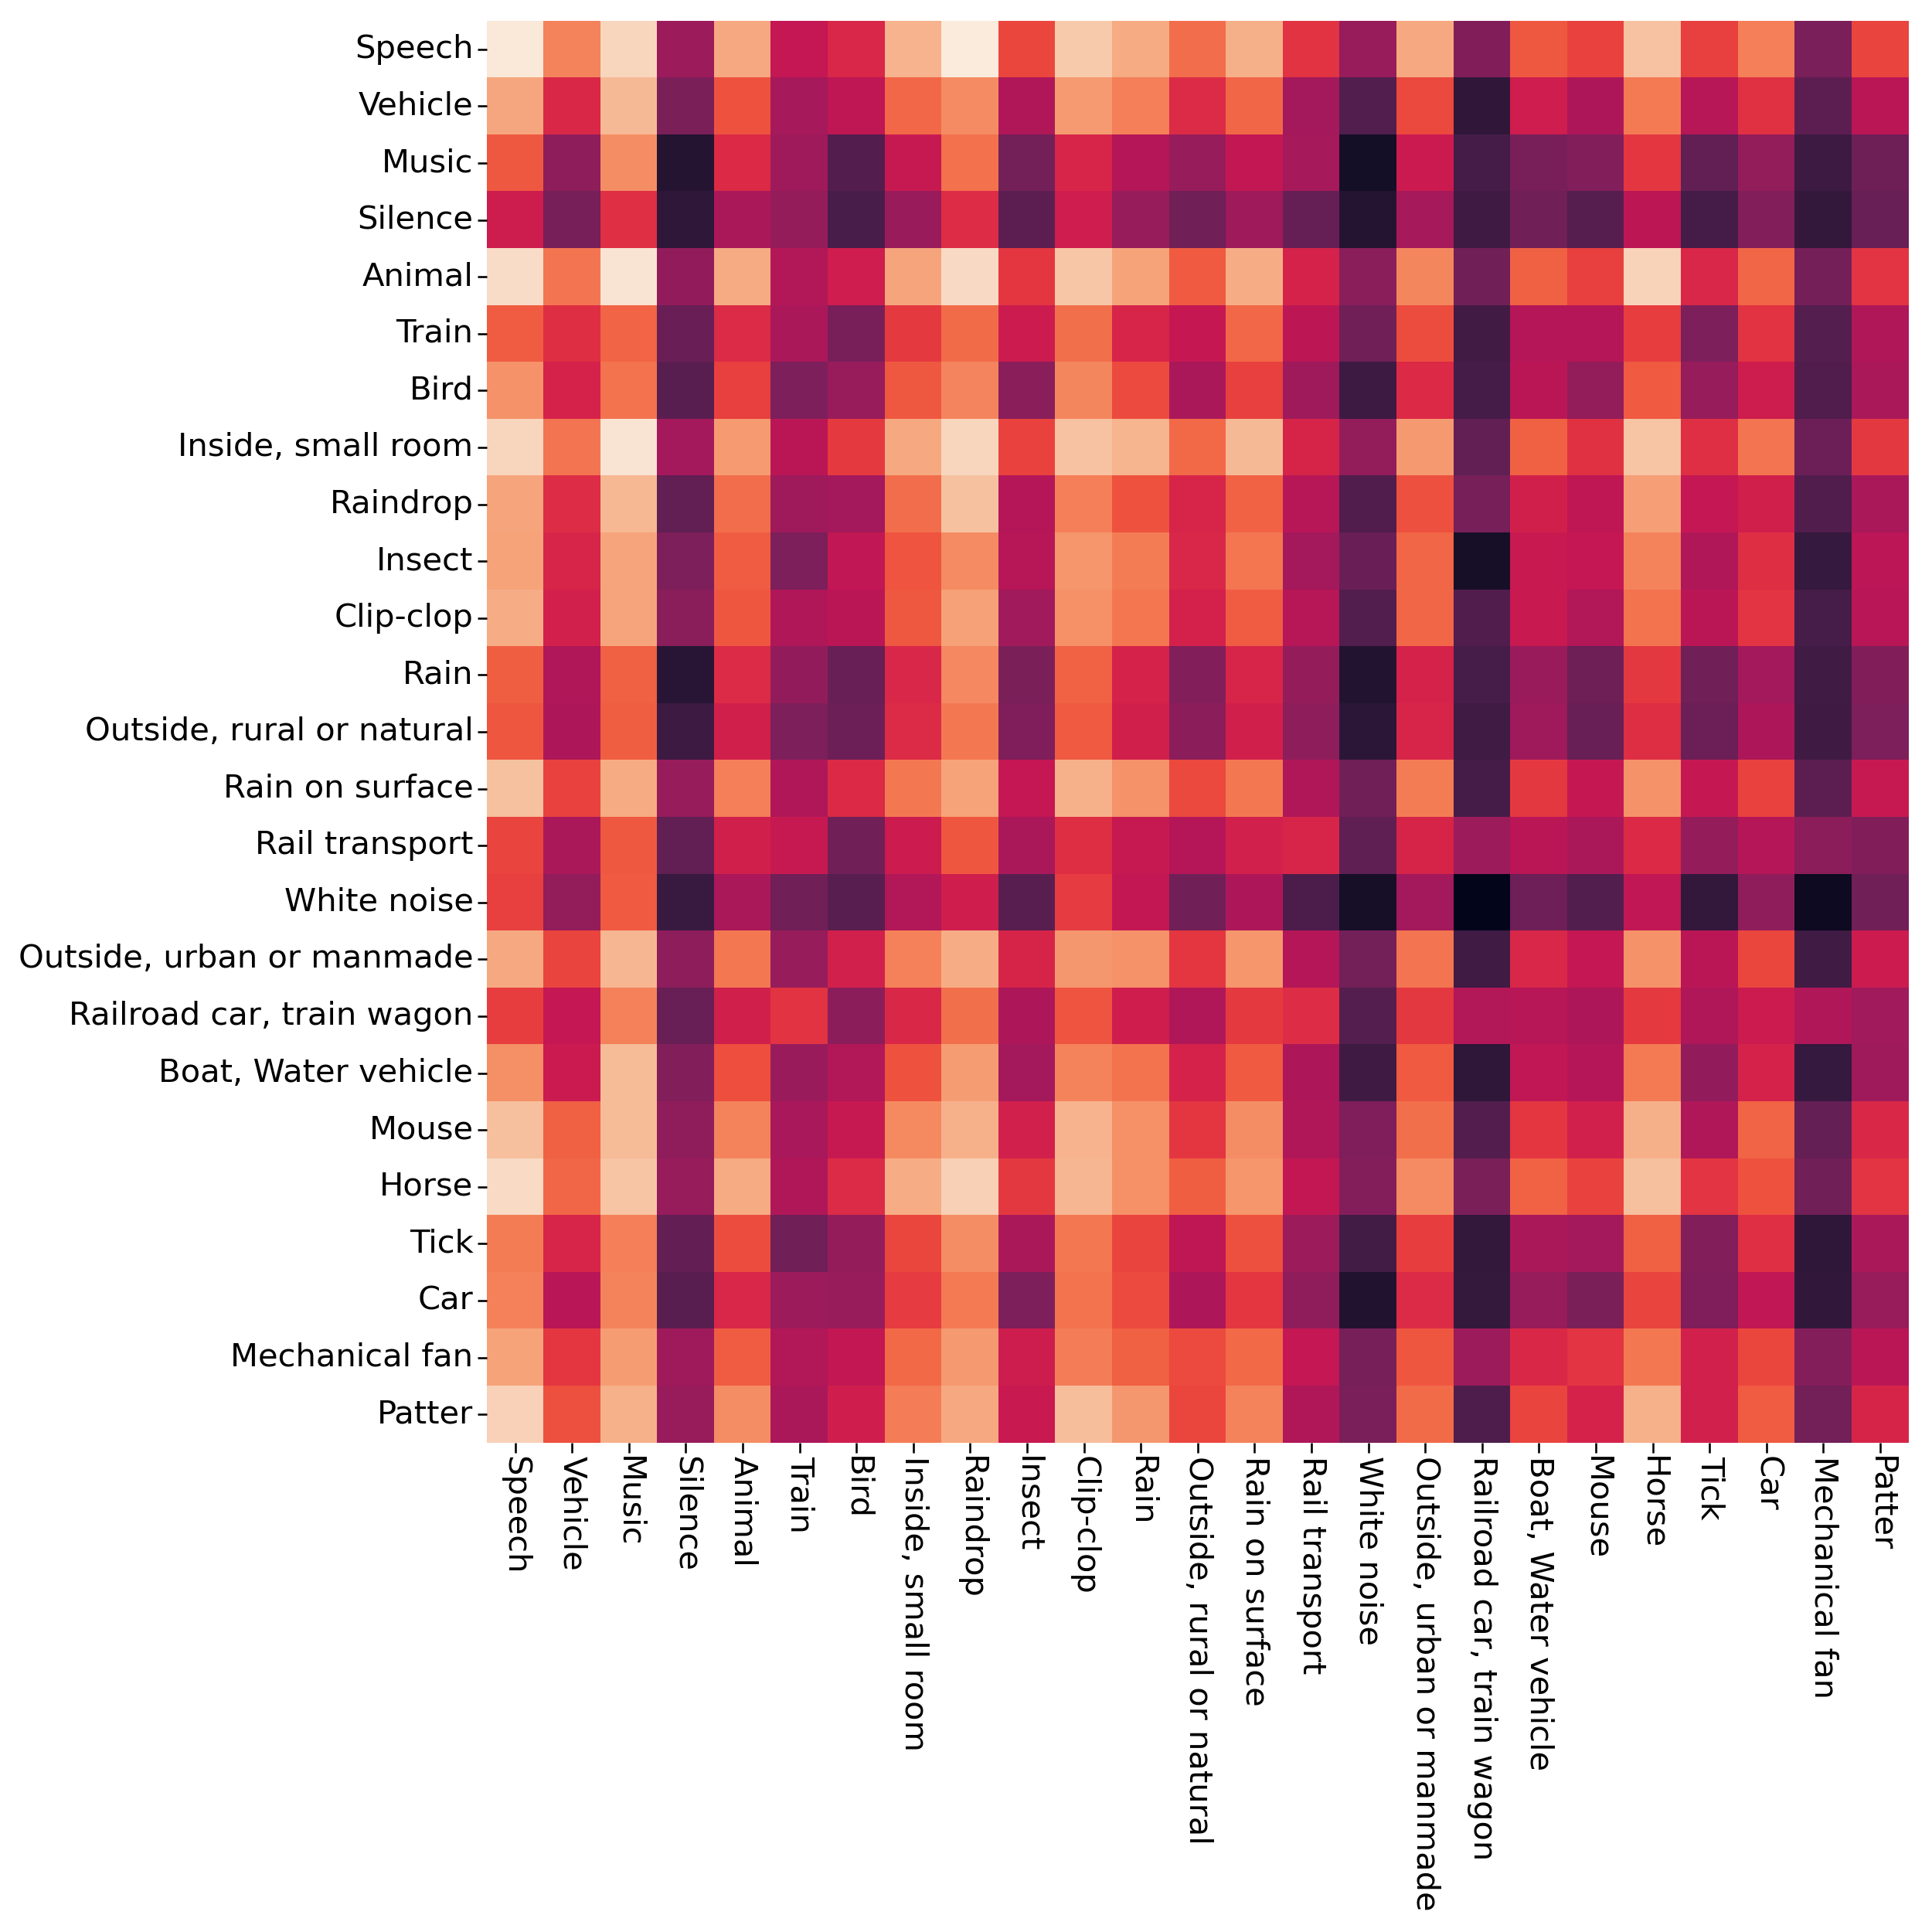 Speech
Vehicle
Music
Silence
Animal
Train
Bird
Inside, small room
Raindrop
Insect
Clip-clop
Rain
Outside, rural or natural
Rain on surface
Rail transport
White noise
Outside, urban or manmade
Railroad car, train wagon
Boat, Water vehicle
Mouse
Horse
Tick
Car
Mechanical fan
Patter
Speech
Vehicle
Music
Silence
Animal
Train
Bird
Inside, small room
Raindrop
Insect
Clip-clop
Rain
Outside, rural or natural
Rain on surface
Rail transport
White noise
Outside, urban or manmade
Railroad car, train wagon
Boat, Water vehicle
Mouse
Horse
Tick
Car
Mechanical fan
Patter